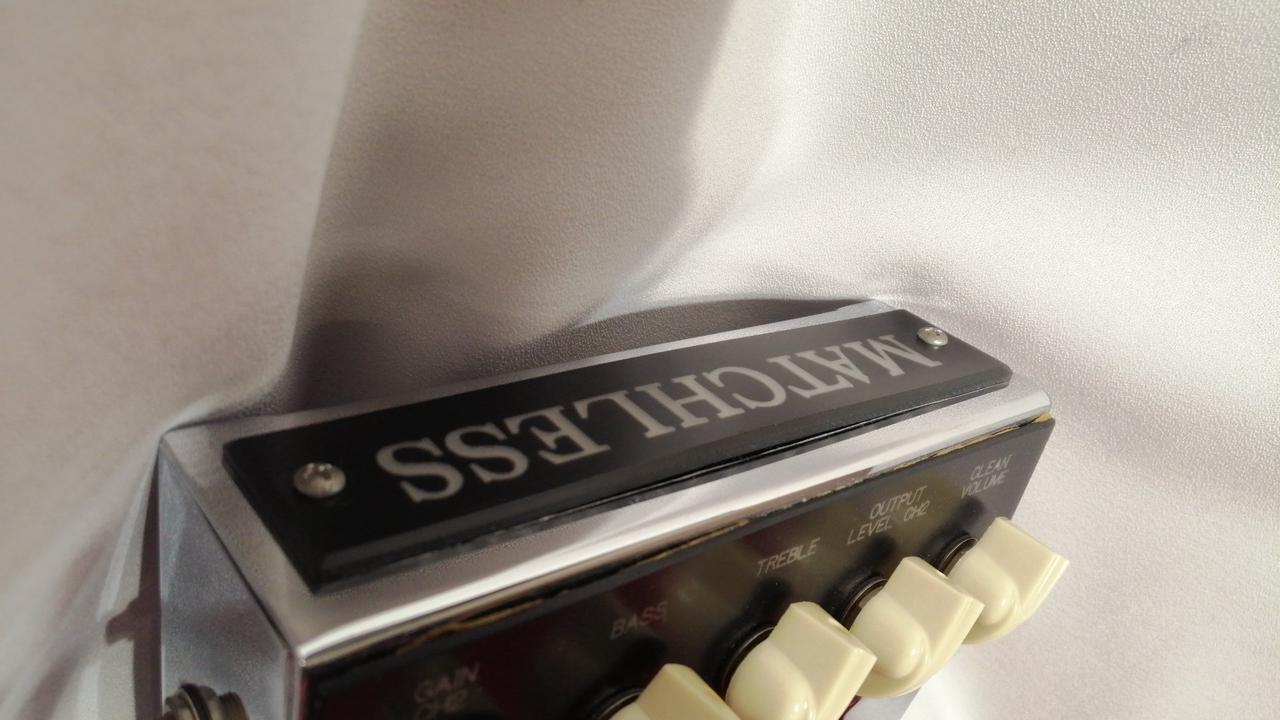 MATCHLESS
GAIN
CH2
BASS
TREBLE
OUTPUT
LEVEL CH2
CLEAN
VOLUME